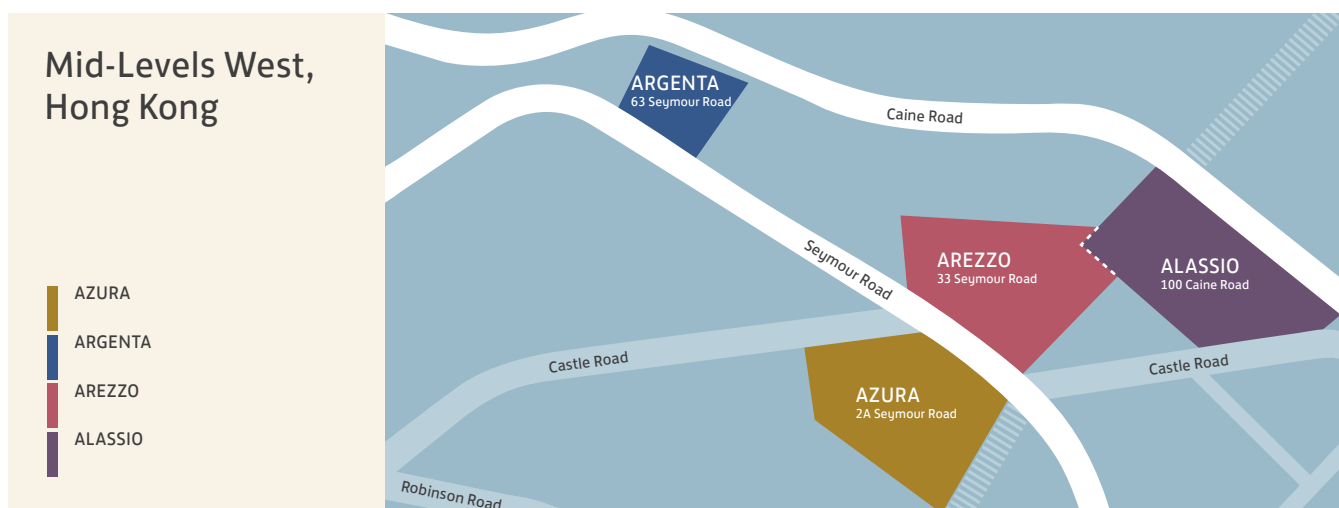 Mid-Levels West,
Hong Kong
AZURA
ARGENTA
AREZZO
ALASSIO
ARGENTA
63 Seymour Road
Caine Road
Seymour Road
AREZZO
33 Seymour Road
ALASSIO
100 Caine Road
Castle Road
Castle Road
AZURA
2A Seymour Road
Robinson Road